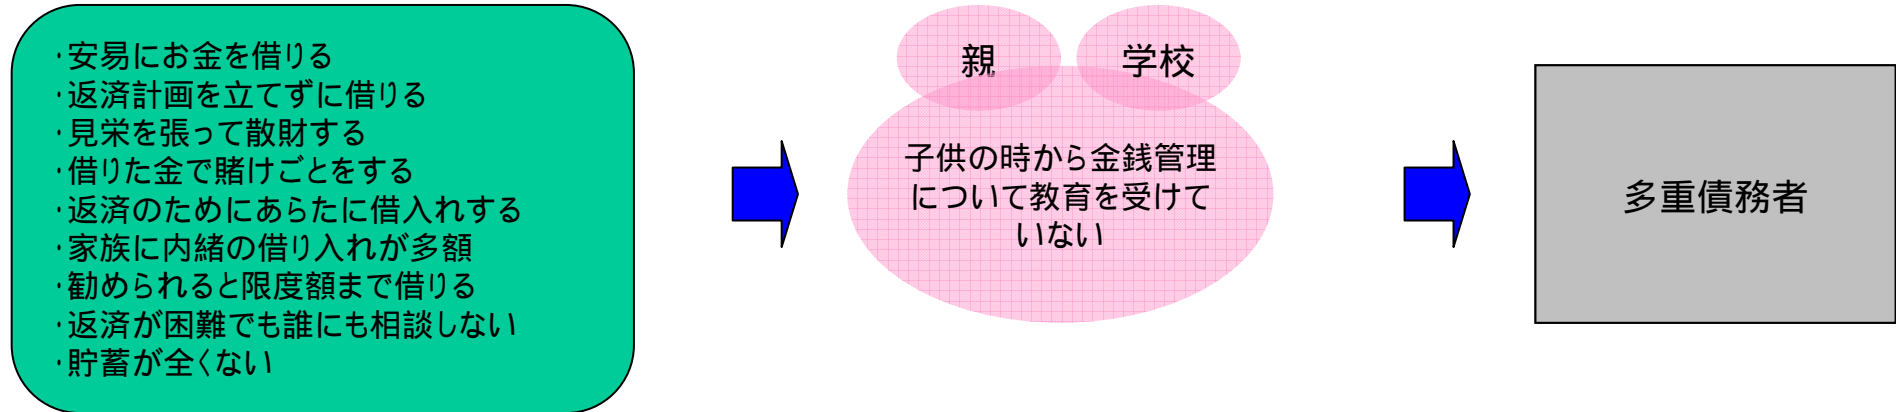 ・安易にお金を借りる
・返済計画を立てずに借りる
・見栄を張って散財する
・借りた金で賭けごとをする
・返済のためにあらたに借入れする
・家族に内緒の借り入れが多額
・勧められると限度額まで借りる
・返済が困難でも誰にも相談しない
・貯蓄が全くない
親
学校
子供の時から金銭管理
について教育を受けて
いない
多重債務者